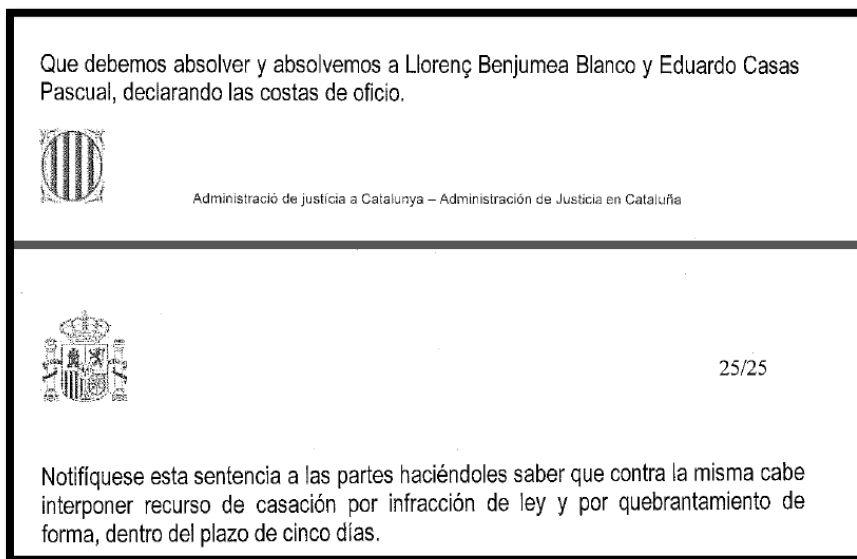 Que debemos absolver y absolvemos a Llorenç Benjumea Blanco y Eduardo Casas
Pascual, declarando las costas de oficio.
Administració de justícia a Catalunya – Administración de Justicia en Cataluña
25/25
Notifíquese esta sentencia a las partes haciéndoles saber que contra la misma cabe
interponer recurso de casación por infracción de ley y por quebrantamiento de
forma, dentro del plazo de cinco días.